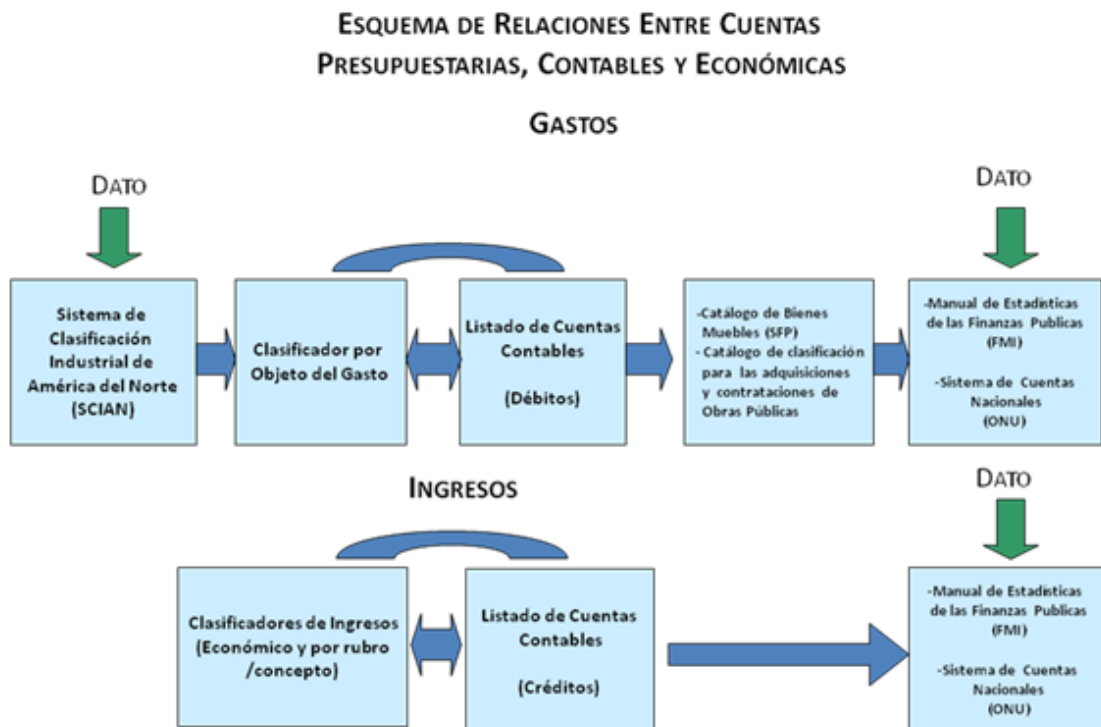 Esquema de Relaciones Entre Cuentas
Presupuestarias, Contables y Económicas
Gastos
Dato
Dato
Sistema de
Clasificación
Industrial de
América del Norte
(SCIAN)
Clasificador por
Objeto del Gasto
Listado de Cuentas
Contables
(Débitos)
-Catálogo de Bienes
Muebles (SFP)
- Catálogo de clasificación
para las adquisiciones
y contrataciones de
Obras Públicas
-Manual de Estadísticas
de las Finanzas Publicas
(FMI)
-Sistema de Cuentas
Nacionales
(ONU)
Ingresos
Dato
Clasificadores de Ingresos
(Económico y por rubro
/concepto)
Listado de Cuentas
Contables
(Créditos)
-Manual de Estadísticas
de las Finanzas Publicas
(FMI)
-Sistema de Cuentas
Nacionales
(ONU)